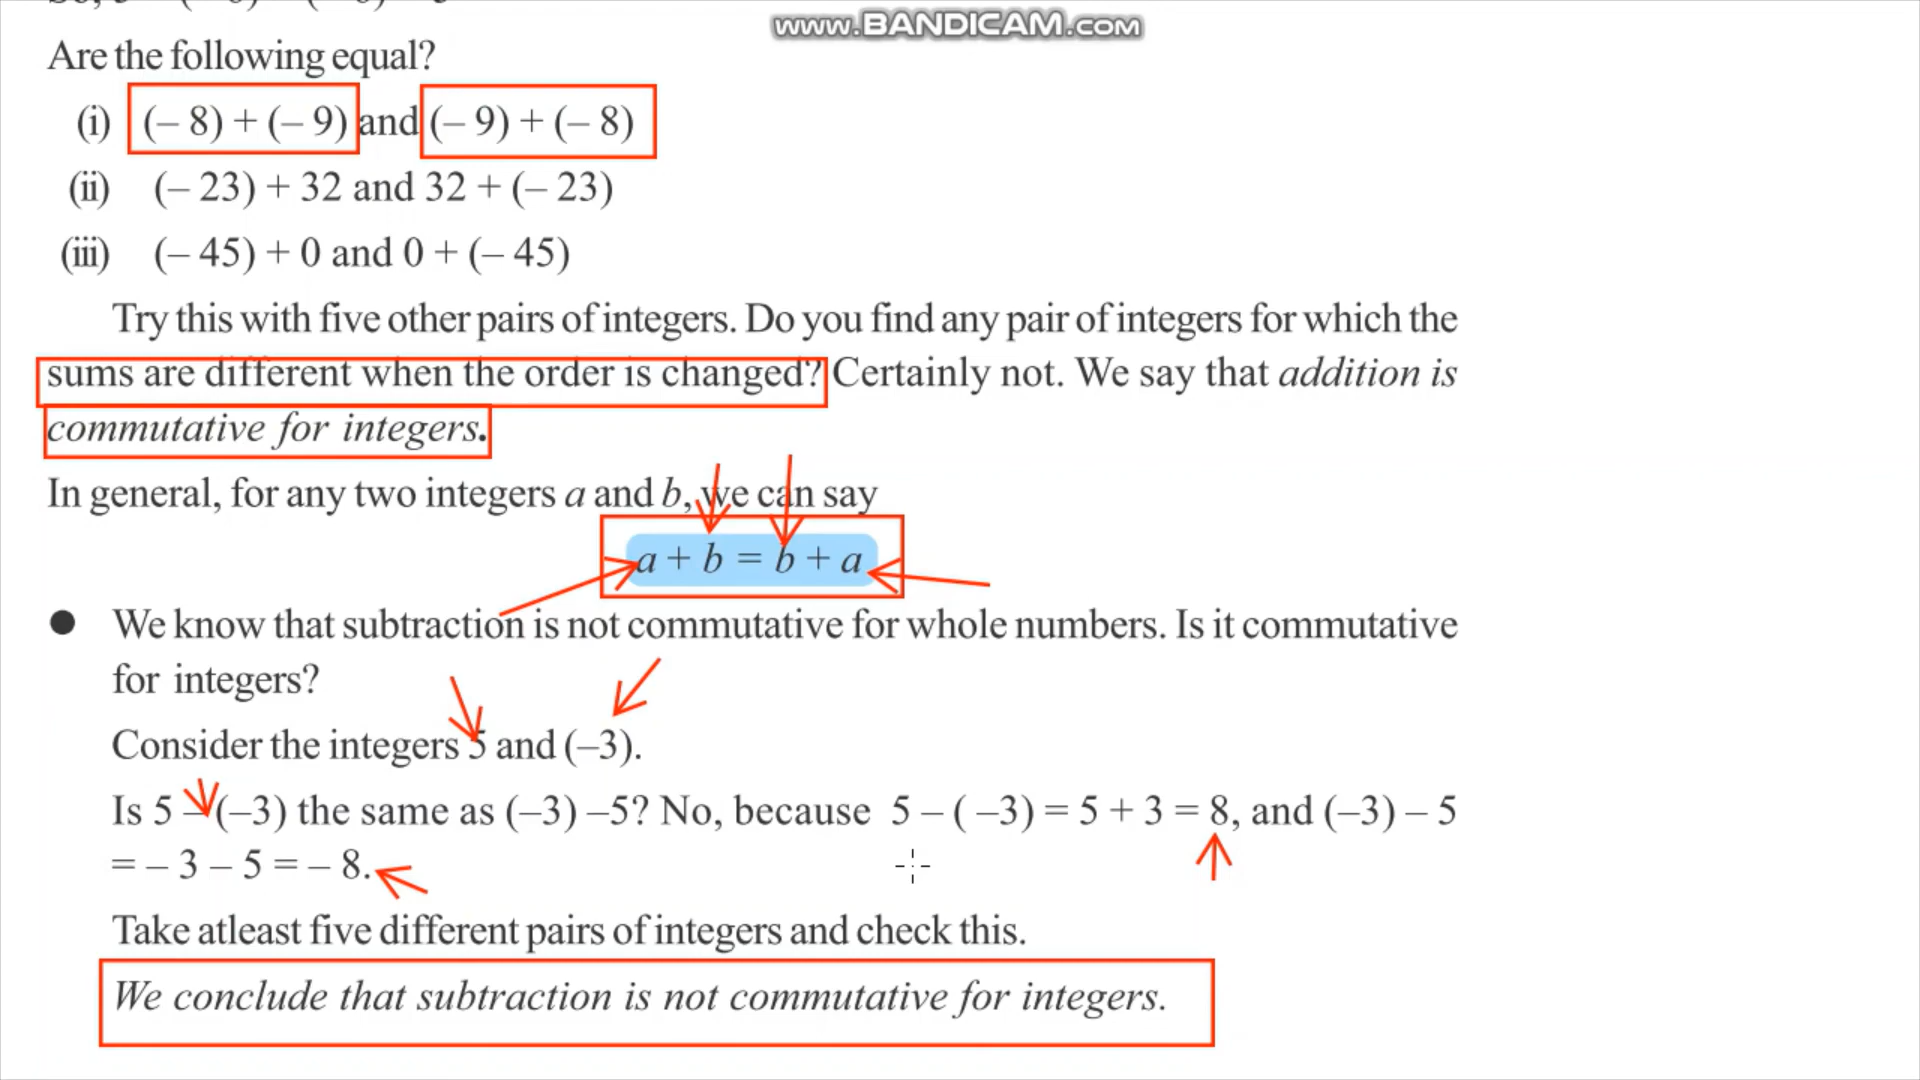 www.BANDICAM.com
Are the following equal?
(i) (– 8) + (– 9) and (– 9) + (– 8)
(ii) (– 23) + 32 and 32 + (– 23)
(iii) (– 45) + 0 and 0 + (– 45)
Try this with five other pairs of integers. Do you find any pair of integers for which the
sums are different when the order is changed? Certainly not. We say that addition is
commutative for integers.
In general, for any two integers a and b, we can say
a + b = b + a
● We know that subtraction is not commutative for whole numbers. Is it commutative
for integers?
Consider the integers 5 and (–3).
Is 5 – (–3) the same as (–3) –5? No, because 5 – ( –3) = 5 + 3 = 8, and (–3) – 5
= – 3 – 5 = – 8.
Take atleast five different pairs of integers and check this.
We conclude that subtraction is not commutative for integers.